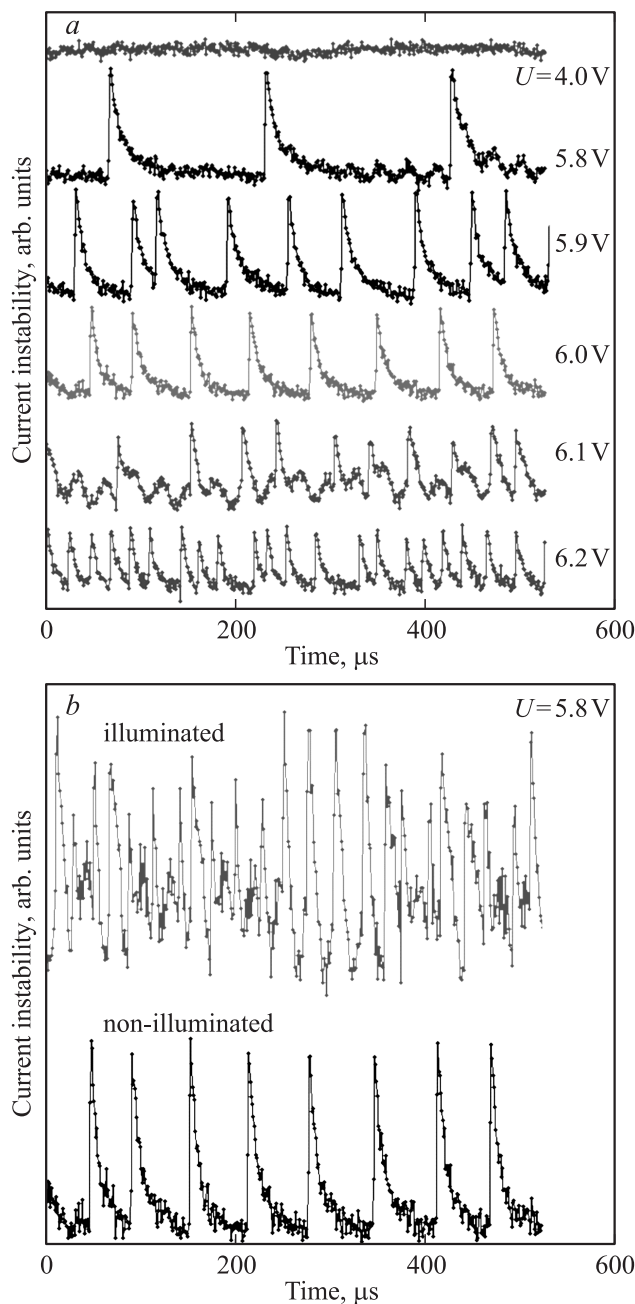 a
U = 4.0 V
5.8 V
5.9 V
6.0 V
6.1 V
6.2 V
Current instability, arb. units
0 200 400 600
Time, μs
b
U = 5.8 V
illuminated
non-illuminated
Current instability, arb. units
0 200 400 600
Time, μs